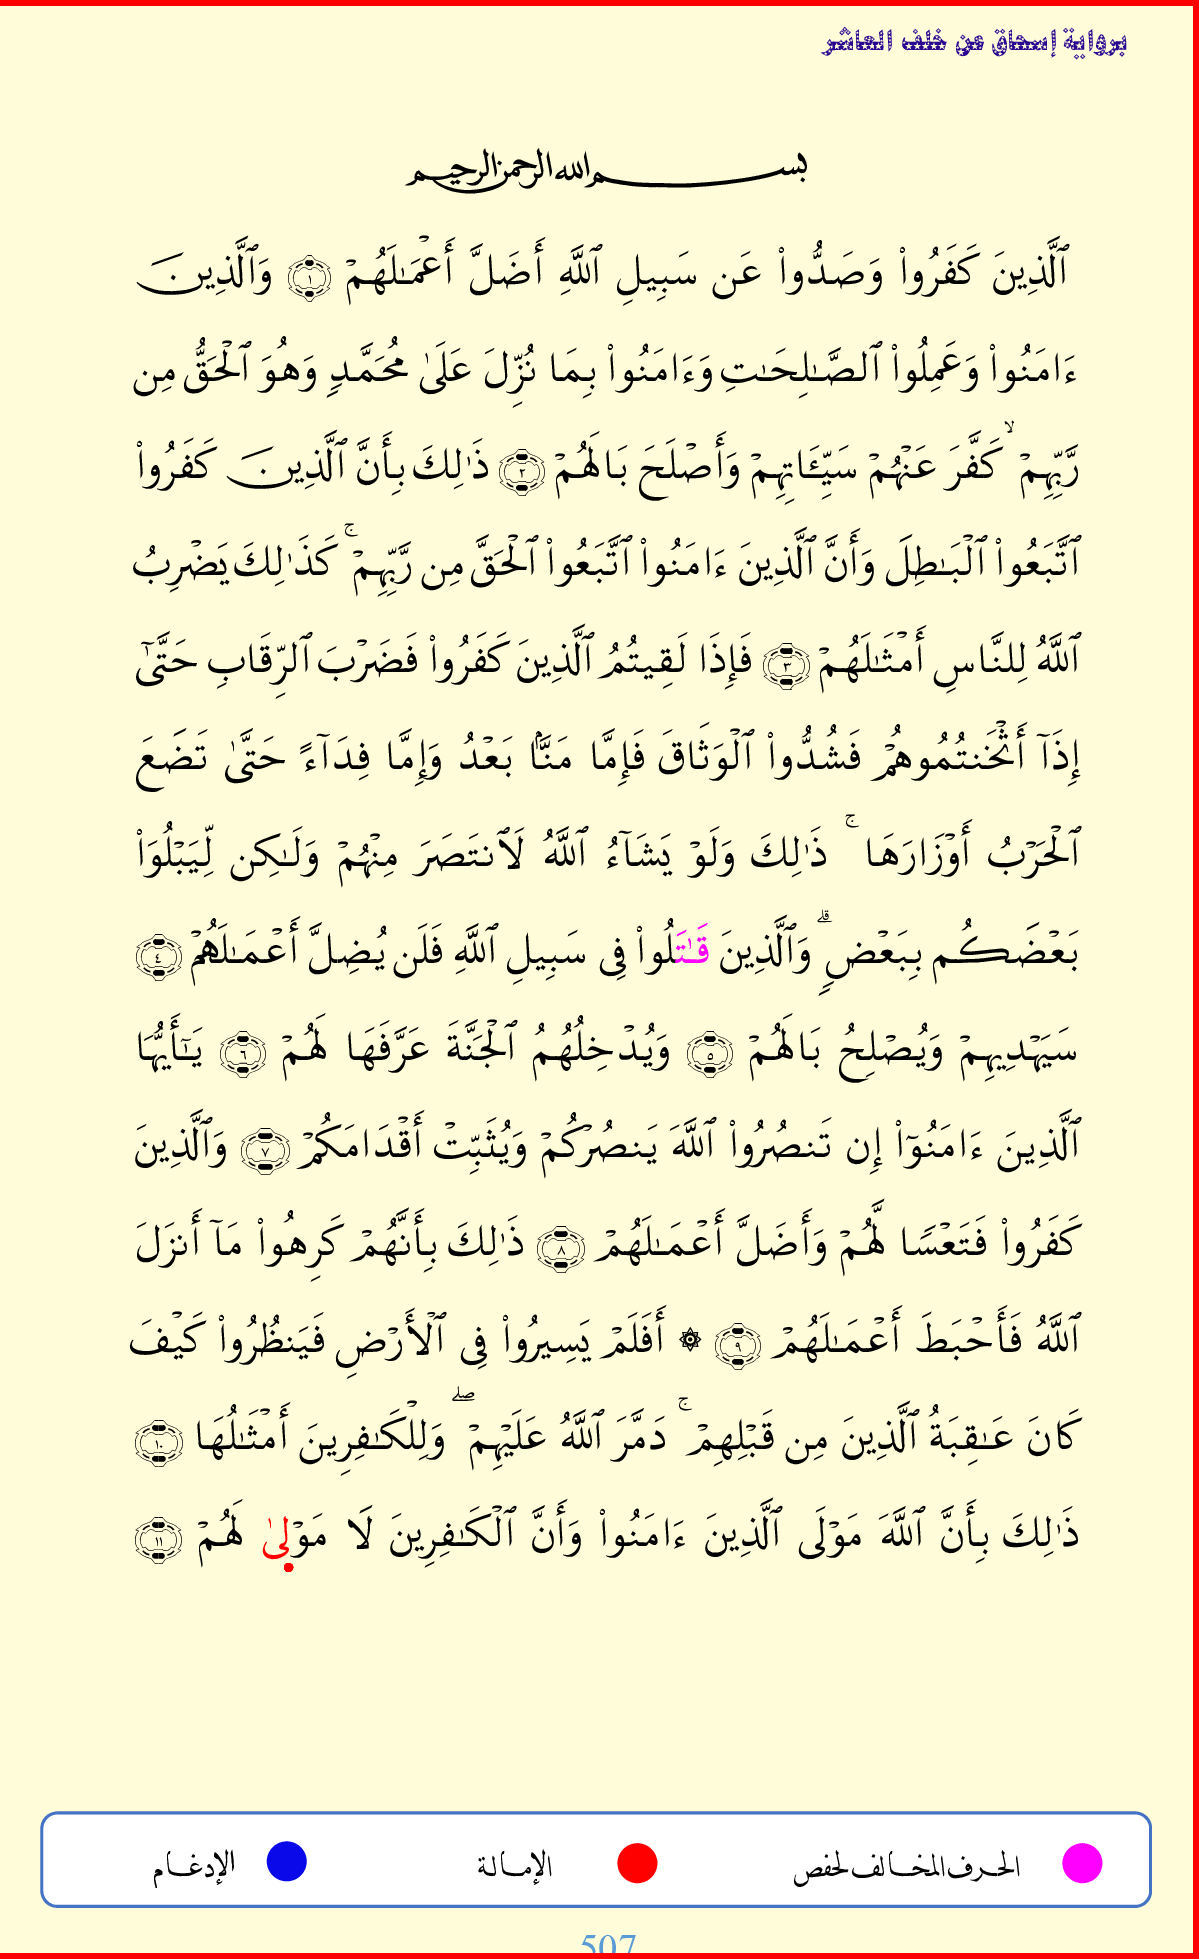 برواية إسحاق عن خلف العاشر
بسم الله الرحمن الرحيم
ٱلَّذِينَ كَفَرُواْ وَصَدُّواْ عَن سَبِيلِ ٱللَّهِ أَضَلَّ أَعۡمَٰلَهُمۡ ١ وَٱلَّذِينَ
ءَامَنُواْ وَعَمِلُواْ ٱلصَّٰلِحَٰتِ وَءَامَنُواْ بِمَا نُزِّلَ عَلَىٰ مُحَمَّدٖ وَهُوَ ٱلۡحَقُّ مِن
رَّبِّهِمۡ ۙ كَفَّرَ عَنۡهُمۡ سَيِّـَٔاتِهِمۡ وَأَصۡلَحَ بَالَهُمۡ ٢ ذَٰلِكَ بِأَنَّ ٱلَّذِينَ كَفَرُواْ
ٱتَّبَعُواْ ٱلۡبَٰطِلَ وَأَنَّ ٱلَّذِينَ ءَامَنُواْ ٱتَّبَعُواْ ٱلۡحَقَّ مِن رَّبِّهِمۡ ۚ كَذَٰلِكَ يَضۡرِبُ
ٱللَّهُ لِلنَّاسِ أَمۡثَٰلَهُمۡ ٣ فَإِذَا لَقِيتُمُ ٱلَّذِينَ كَفَرُواْ فَضَرۡبَ ٱلرِّقَابِ حَتَّىٰٓ
إِذَآ أَثۡخَنتُمُوهُمۡ فَشُدُّواْ ٱلۡوَثَاقَ فَإِمَّا مَنَّۢا بَعۡدُ وَإِمَّا فِدَآءً حَتَّىٰ تَضَعَ
ٱلۡحَرۡبُ أَوۡزَارَهَا ۚ ذَٰلِكَ وَلَوۡ يَشَآءُ ٱللَّهُ لَٱنتَصَرَ مِنۡهُمۡ وَلَٰكِن لِّيَبۡلُوَاْ
بَعۡضَكُم بِبَعۡضٖ ۗ وَٱلَّذِينَ قَٰتَلُواْ فِي سَبِيلِ ٱللَّهِ فَلَن يُضِلَّ أَعۡمَٰلَهُمۡ ٤
سَيَهۡدِيهِمۡ وَيُصۡلِحُ بَالَهُمۡ ٥ وَيُدۡخِلُهُمُ ٱلۡجَنَّةَ عَرَّفَهَا لَهُمۡ ٦ يَٰٓأَيُّهَا
ٱلَّذِينَ ءَامَنُوٓاْ إِن تَنصُرُواْ ٱللَّهَ يَنصُرۡكُمۡ وَيُثَبِّتۡ أَقۡدَامَكُمۡ ٧ وَٱلَّذِينَ
كَفَرُواْ فَتَعۡسٗا لَّهُمۡ وَأَضَلَّ أَعۡمَٰلَهُمۡ ٨ ذَٰلِكَ بِأَنَّهُمۡ كَرِهُواْ مَآ أَنزَلَ
ٱللَّهُ فَأَحۡبَطَ أَعۡمَٰلَهُمۡ ٩ ۞ أَفَلَمۡ يَسِيرُواْ فِي ٱلۡأَرۡضِ فَيَنظُرُواْ كَيۡفَ
كَانَ عَٰقِبَةُ ٱلَّذِينَ مِن قَبۡلِهِمۡ ۚ دَمَّرَ ٱللَّهُ عَلَيۡهِمۡ ۖ وَلِلۡكَٰفِرِينَ أَمۡثَٰلُهَا ١٠
ذَٰلِكَ بِأَنَّ ٱللَّهَ مَوۡلَى ٱلَّذِينَ ءَامَنُواْ وَأَنَّ ٱلۡكَٰفِرِينَ لَا مَوۡلِىٰ لَهُمۡ ١١
الحرف المخالف لحفص الإمالة الإدغام
507